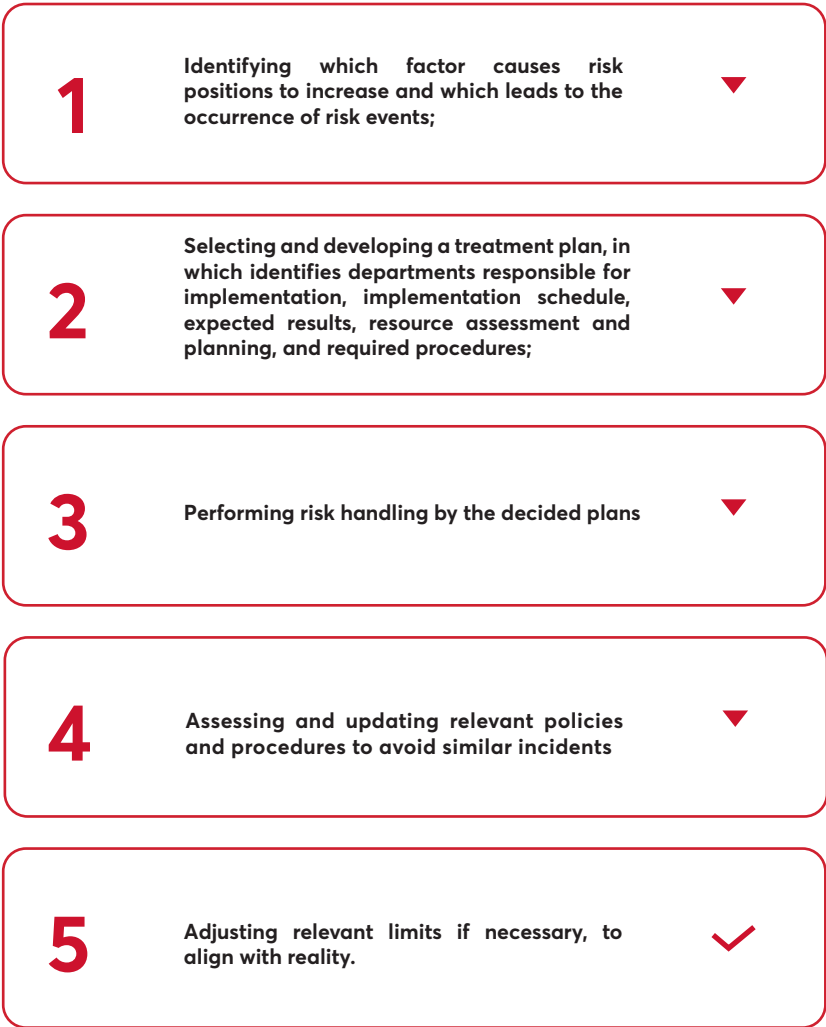 1
Identifying which factor causes risk
positions to increase and which leads to the
occurrence of risk events;
2
Selecting and developing a treatment plan, in
which identifies departments responsible for
implementation, implementation schedule,
expected results, resource assessment and
planning, and required procedures;
3
Performing risk handling by the decided plans
4
Assessing and updating relevant policies
and procedures to avoid similar incidents
5
Adjusting relevant limits if necessary, to
align with reality.